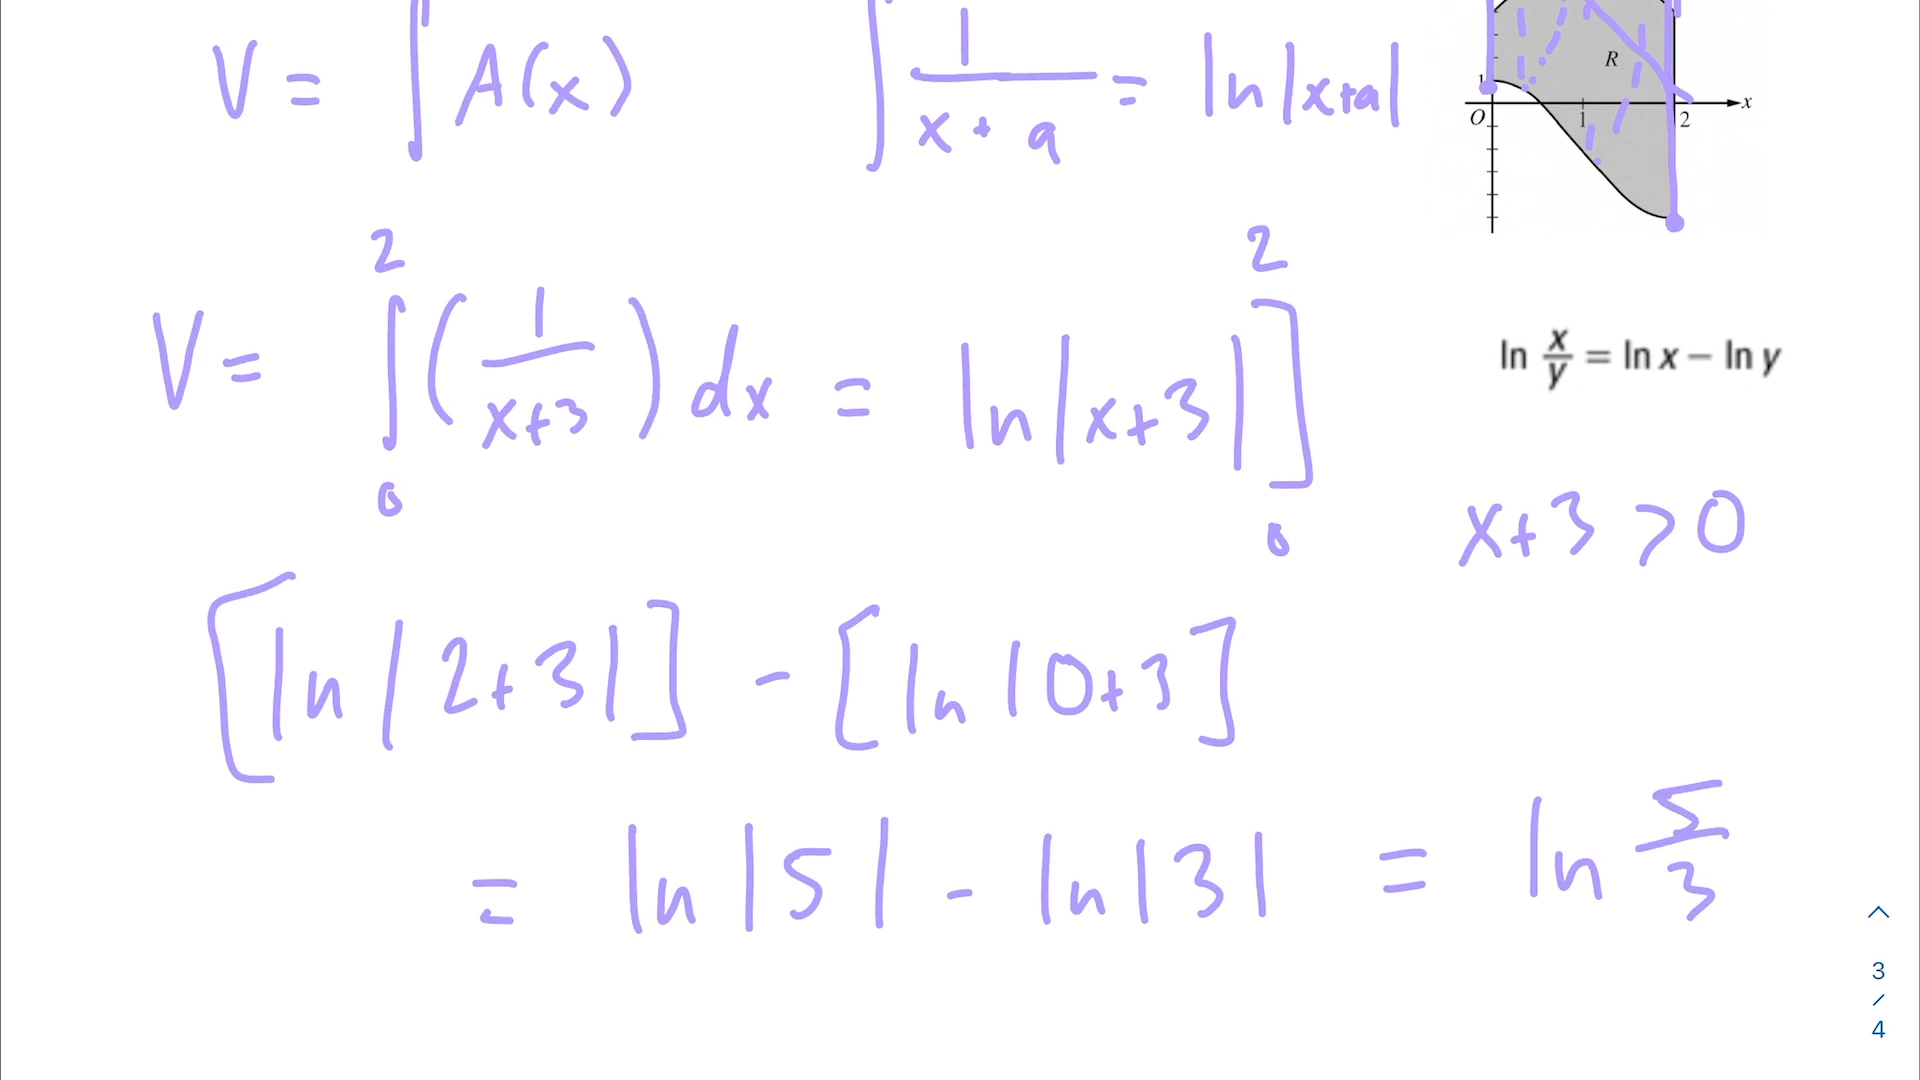 V = ∫ A(x)
∫ 1/(x + a) = ln|x+a|
R
1
x
O
1
2
V = ∫₀² (1/(x+3)) dx = ln|x+3| ]₀²
ln x/y = ln x – ln y
x+3 > 0
[ln|2+3|] - [ln|0+3]
= ln|5| - ln|3| = ln 5/3
3
/
4